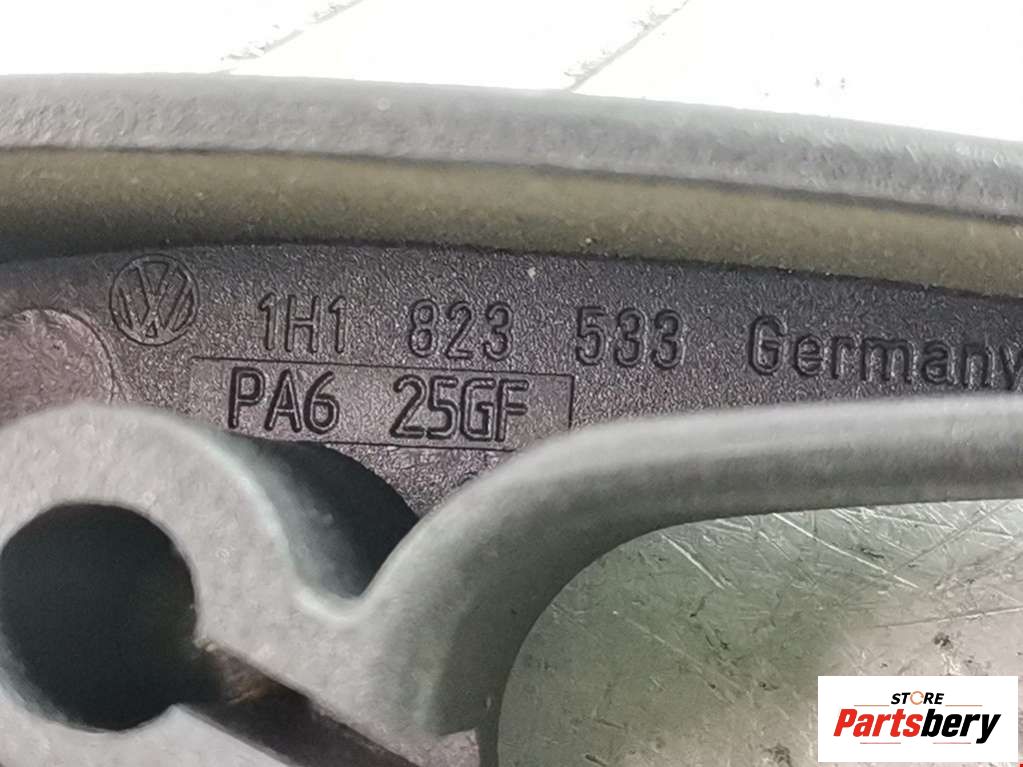 1H1 823 533 Germany
PA6 25GF
STORE
Partsbery